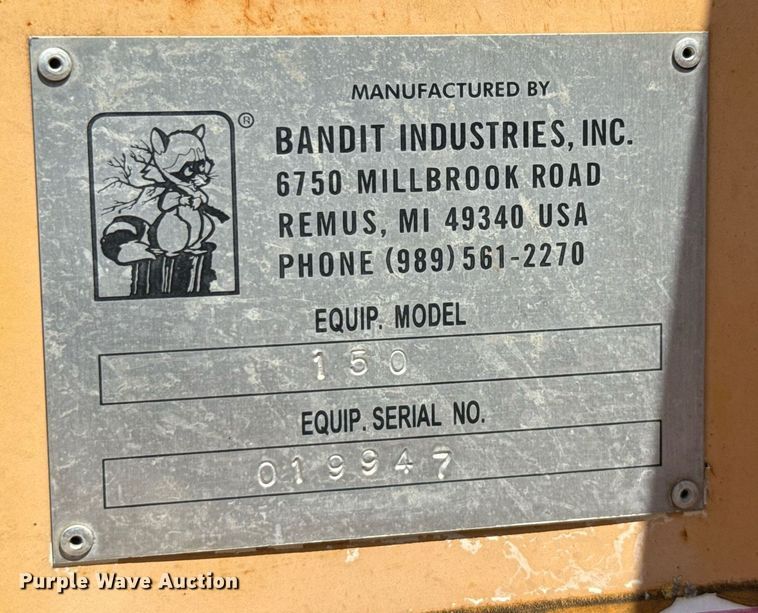 MANUFACTURED BY
®
BANDIT INDUSTRIES, INC.
6750 MILLBROOK ROAD
REMUS, MI 49340 USA
PHONE (989) 561-2270
EQUIP. MODEL
150
EQUIP. SERIAL NO.
019947
Purple Wave Auction